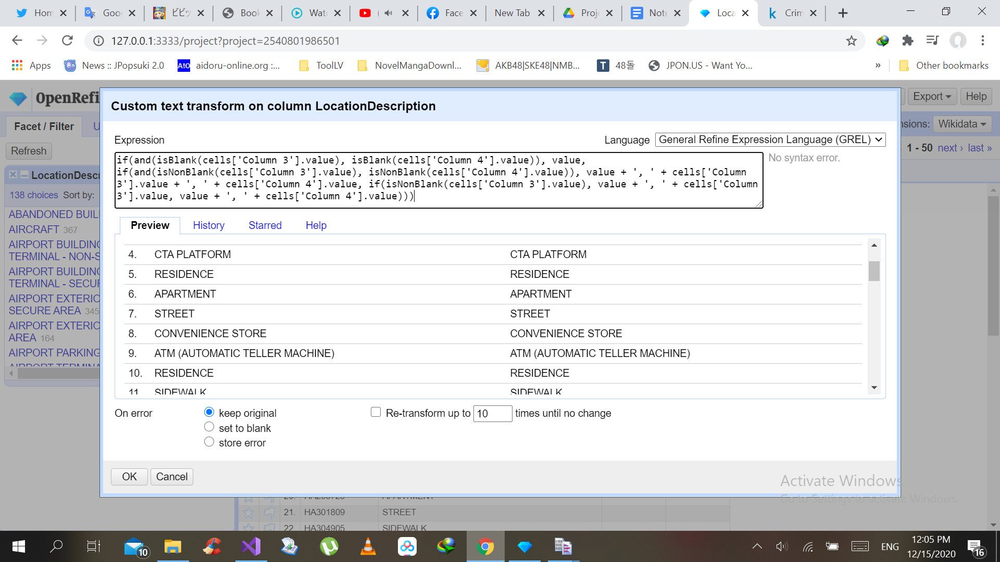 Hom
Goo
ビビッ
Book
Wat
Face
New Tab
Proj
Note
Loca
Crim
127.0.0.1:3333/project?project=2540801986501
Apps
News :: JPopsuki 2.0
A!O
aidoru-online.org :...
ToolLV
NovelMangaDownl...
AKB48|SKE48|NMB...
T
48돌
JPON.US - Want Yo...
»
Other bookmarks
OpenRefi
Export
Help
Custom text transform on column LocationDescription
Facet / Filter
U
nsions:
Wikidata
Refresh
Expression
Language
General Refine Expression Language (GREL)
1 - 50 next › last »
if(and(isBlank(cells['Column 3'].value), isBlank(cells['Column 4'].value)), value,
if(and(isNonBlank(cells['Column 3'].value), isNonBlank(cells['Column 4'].value)), value + ', ' + cells['Column
3'].value + ', ' + cells['Column 4'].value, if(isNonBlank(cells['Column 3'].value), value + ', ' + cells['Column
3'].value, value + ', ' + cells['Column 4'].value)))
No syntax error.
LocationDescr
138 choices Sort by:
ABANDONED BUIL
AIRCRAFT 367
AIRPORT BUILDING
TERMINAL - NON-S
AIRPORT BUILDING
TERMINAL - SECUR
AIRPORT EXTERIO
SECURE AREA 345
AIRPORT EXTERIO
AREA 164
AIRPORT PARKING
AIRPORT TERMINA
Preview
History
Starred
Help
4. CTA PLATFORM CTA PLATFORM
5. RESIDENCE RESIDENCE
6. APARTMENT APARTMENT
7. STREET STREET
8. CONVENIENCE STORE CONVENIENCE STORE
9. ATM (AUTOMATIC TELLER MACHINE) ATM (AUTOMATIC TELLER MACHINE)
10. RESIDENCE RESIDENCE
11. SIDEWALK SIDEWALK
On error
keep original
set to blank
store error
Re-transform up to 10 times until no change
OK
Cancel
Activate Windows
Go to Settings to activate Windows.
20. APARTMENT
21. HA301809 STREET
22. HA304905 SIDEWALK
10
ENG
12:05 PM
12/15/2020
16